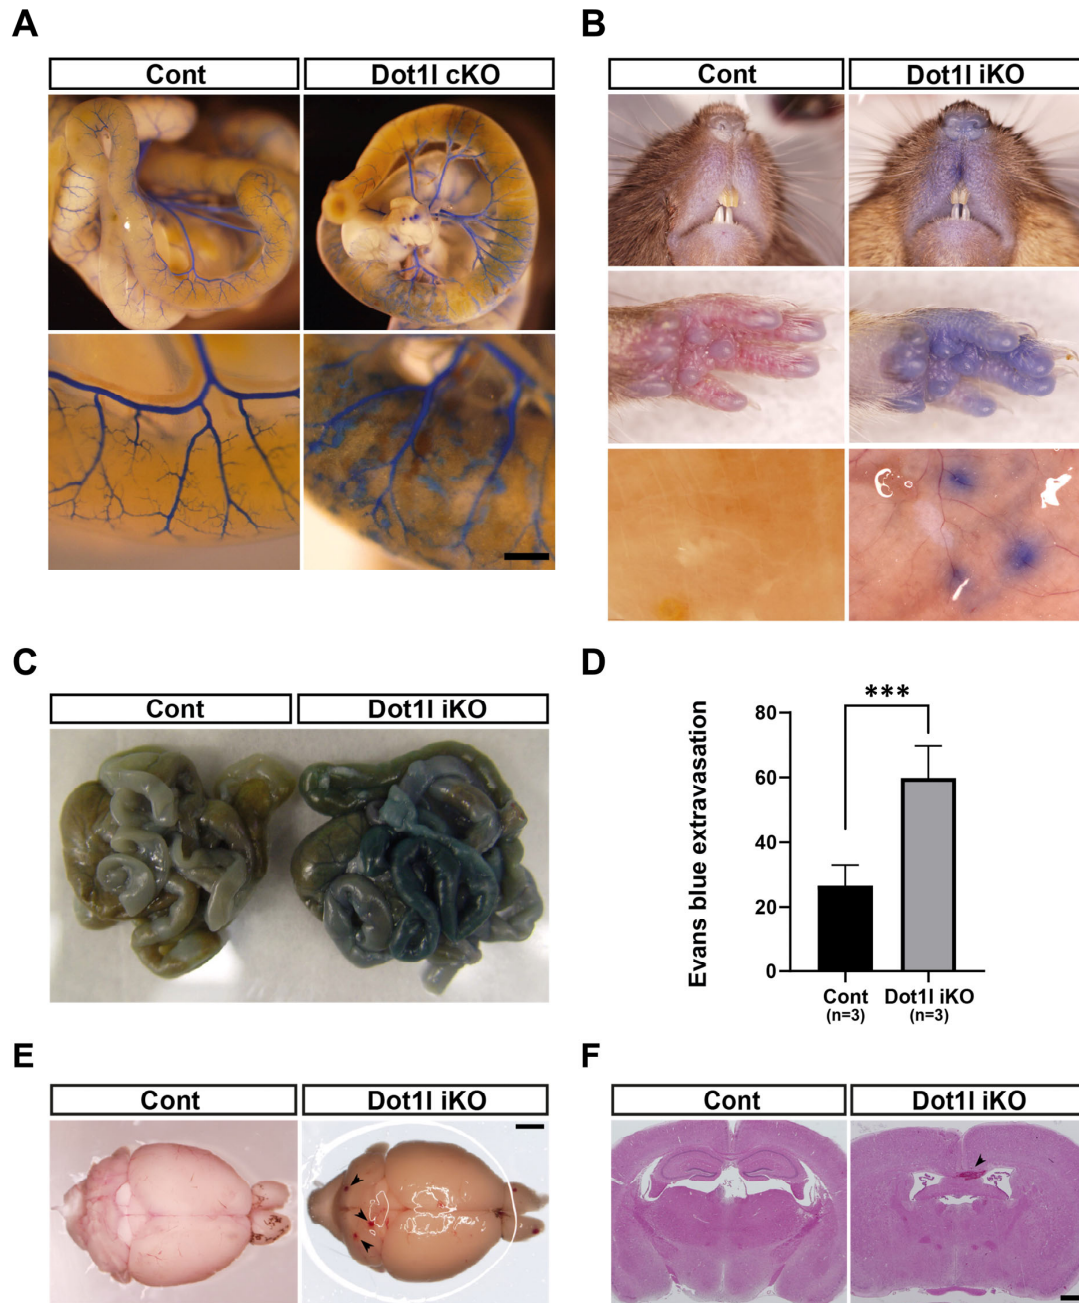 A
Cont
Dot1l cKO
B
Cont
Dot1l iKO
C
Cont
Dot1l iKO
D
Evans blue extravasation
80
60
40
20
0
***
Cont
(n=3)
Dot1l iKO
(n=3)
E
Cont
Dot1l iKO
F
Cont
Dot1l iKO